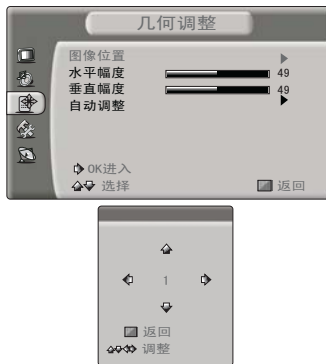 几何调整
图像位置
水平幅度 49
垂直幅度 49
自动调整
OK进入
选择 返回
1
返回
调整